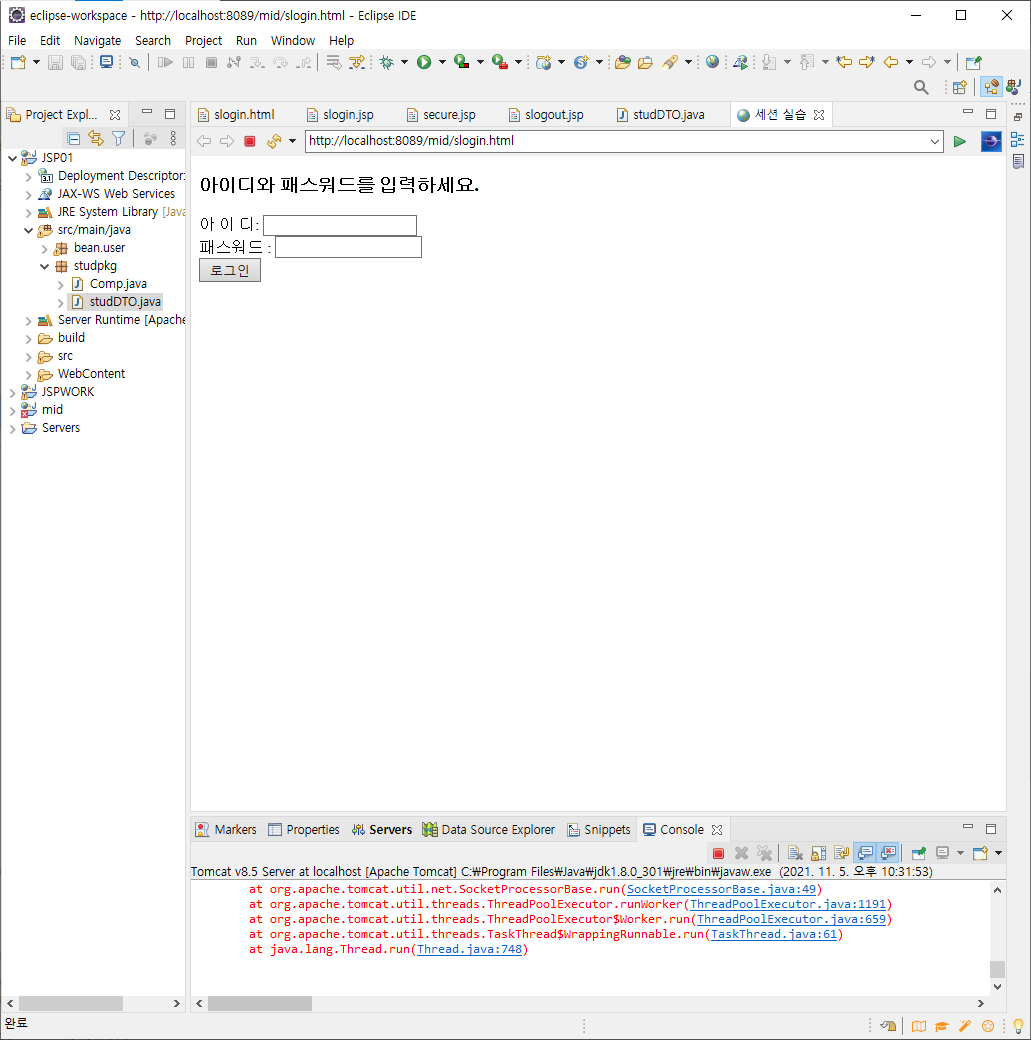 eclipse-workspace - http://localhost:8089/mid/slogin.html - Eclipse IDE
File Edit Navigate Search Project Run Window Help
Project Expl...
JSP01
Deployment Descriptor:
JAX-WS Web Services
JRE System Library [Java
src/main/java
bean.user
studpkg
Comp.java
studDTO.java
Server Runtime [Apache
build
src
WebContent
JSPWORK
mid
Servers
slogin.html slogin.jsp secure.jsp slogout.jsp studDTO.java 세션 실습
http://localhost:8089/mid/slogin.html
아이디와 패스워드를 입력하세요.
아 이 디:
패스워드 :
로그인
Markers Properties Servers Data Source Explorer Snippets Console
Tomcat v8.5 Server at localhost [Apache Tomcat] C:₩Program Files₩Java₩jdk1.8.0_301₩jre₩bin₩javaw.exe (2021. 11. 5. 오후 10:31:53)
at org.apache.tomcat.util.net.SocketProcessorBase.run(SocketProcessorBase.java:49)
at org.apache.tomcat.util.threads.ThreadPoolExecutor.runWorker(ThreadPoolExecutor.java:1191)
at org.apache.tomcat.util.threads.ThreadPoolExecutor$Worker.run(ThreadPoolExecutor.java:659)
at org.apache.tomcat.util.threads.TaskThread$WrappingRunnable.run(TaskThread.java:61)
at java.lang.Thread.run(Thread.java:748)
완료